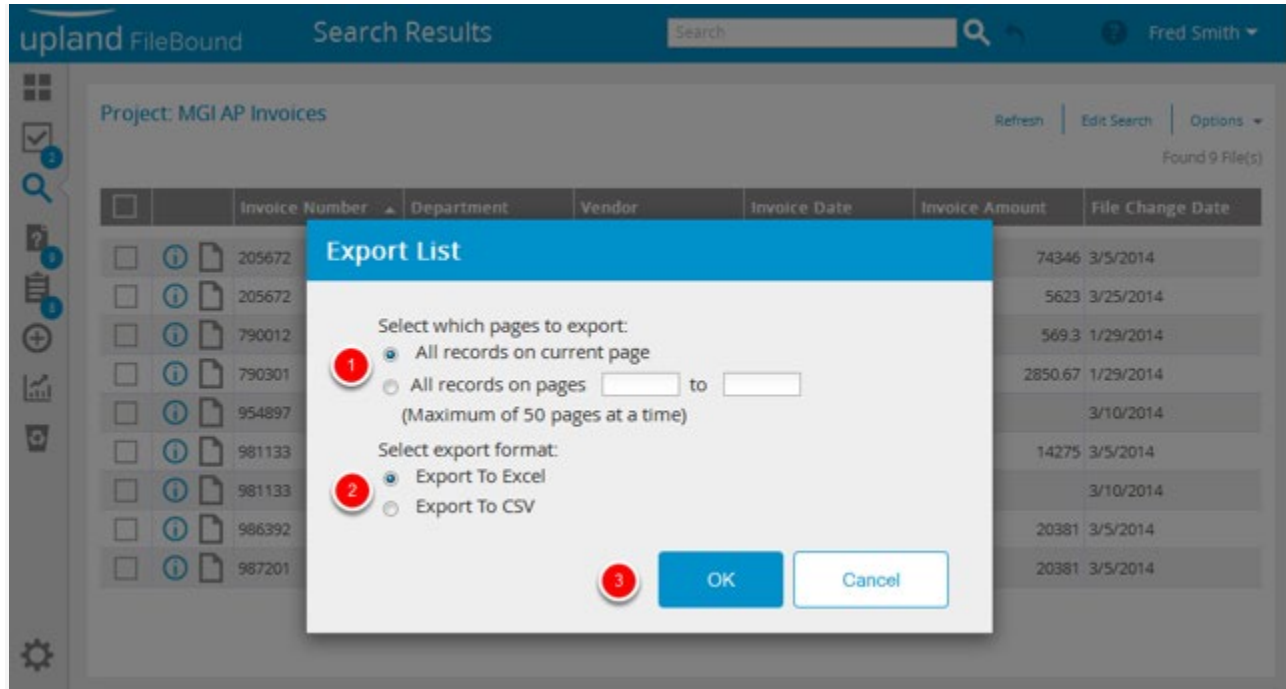 upland FileBound Search Results Search Fred Smith
Project: MGI AP Invoices
Refresh Edit Search Options
Found 9 File(s)
Invoice Number Department Vendor Invoice Date Invoice Amount File Change Date
Export List
205672 74346 3/5/2014
205672 5623 3/25/2014
Select which pages to export:
790012 569.3 1/29/2014
1 All records on current page
790301 2850.67 1/29/2014
All records on pages to
(Maximum of 50 pages at a time)
954897 3/10/2014
Select export format:
981133 14275 3/5/2014
Export To Excel
2
981133 3/10/2014
Export To CSV
986392 20381 3/5/2014
987201 20381 3/5/2014
3 OK Cancel